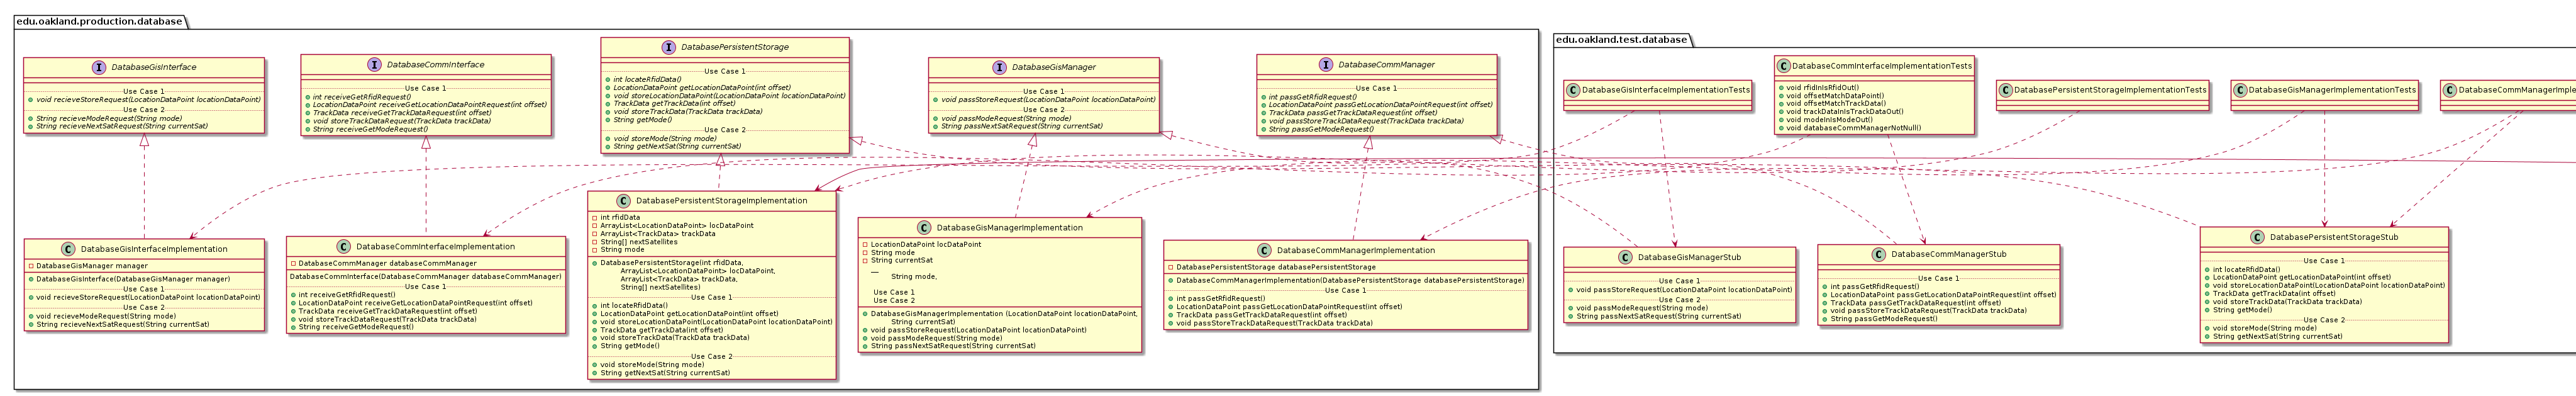 edu.oakland.production.database
I DatabaseGisInterface
Use Case 1
void recieveStoreRequest(LocationDataPoint locationDataPoint)
Use Case 2
String recieveModeRequest(String mode)
String recieveNextSatRequest(String currentSat)
I DatabaseCommInterface
Use Case 1
int receiveGetRfidRequest()
LocationDataPoint receiveGetLocationDataPointRequest(int offset)
TrackData receiveGetTrackDataRequest(int offset)
void storeTrackDataRequest(TrackData trackData)
String receiveGetModeRequest()
I DatabasePersistentStorage
Use Case 1
int locateRfidData()
LocationDataPoint getLocationDataPoint(int offset)
void storeLocationDataPoint(LocationDataPoint locationDataPoint)
TrackData getTrackData(int offset)
void storeTrackData(TrackData trackData)
String getMode()
Use Case 2
void storeMode(String mode)
String getNextSat(String currentSat)
I DatabaseGisManager
Use Case 1
void passStoreRequest(LocationDataPoint locationDataPoint)
Use Case 2
void passModeRequest(String mode)
String passNextSatRequest(String currentSat)
I DatabaseCommManager
Use Case 1
int passGetRfidRequest()
LocationDataPoint passGetLocationDataPointRequest(int offset)
TrackData passGetTrackDataRequest(int offset)
void passStoreTrackDataRequest(TrackData trackData)
String passGetModeRequest()
C DatabaseGisInterfaceImplementation
DatabaseGisManager manager
DatabaseGisInterface(DatabaseGisManager manager)
Use Case 1
void recieveStoreRequest(LocationDataPoint locationDataPoint)
Use Case 2
void recieveModeRequest(String mode)
String recieveNextSatRequest(String currentSat)
C DatabaseCommInterfaceImplementation
DatabaseCommManager databaseCommManager
DatabaseCommInterface(DatabaseCommManager databaseCommManager)
Use Case 1
int receiveGetRfidRequest()
LocationDataPoint receiveGetLocationDataPointRequest(int offset)
TrackData receiveGetTrackDataRequest(int offset)
void storeTrackDataRequest(TrackData trackData)
String receiveGetModeRequest()
C DatabasePersistentStorageImplementation
int rfidData
ArrayList<LocationDataPoint> locDataPoint
ArrayList<TrackData> trackData
String[] nextSatellites
String mode
DatabasePersistentStorage(int rfidData,
ArrayList<LocationDataPoint> locDataPoint,
ArrayList<TrackData> trackData,
String[] nextSatellites)
Use Case 1
int locateRfidData()
LocationDataPoint getLocationDataPoint(int offset)
void storeLocationDataPoint(LocationDataPoint locationDataPoint)
TrackData getTrackData(int offset)
void storeTrackData(TrackData trackData)
String getMode()
Use Case 2
void storeMode(String mode)
String getNextSat(String currentSat)
C DatabaseGisManagerImplementation
LocationDataPoint locDataPoint
String mode
String currentSat
—
String mode,
Use Case 1
Use Case 2
DatabaseGisManagerImplementation (LocationDataPoint locationDataPoint,
String currentSat)
void passStoreRequest(LocationDataPoint locationDataPoint)
void passModeRequest(String mode)
String passNextSatRequest(String currentSat)
C DatabaseCommManagerImplementation
DatabasePersistentStorage databasePersistentStorage
DatabaseCommManagerImplementation(DatabasePersistentStorage databasePersistentStorage)
Use Case 1
int passGetRfidRequest()
LocationDataPoint passGetLocationDataPointRequest(int offset)
TrackData passGetTrackDataRequest(int offset)
void passStoreTrackDataRequest(TrackData trackData)
edu.oakland.test.database
C DatabaseGisInterfaceImplementationTests
C DatabaseCommInterfaceImplementationTests
void rfidInIsRfidOut()
void offsetMatchDataPoint()
void offsetMatchTrackData()
void trackDataInIsTrackDataOut()
void modeInIsModeOut()
void databaseCommManagerNotNull()
C DatabasePersistentStorageImplementationTests
C DatabaseGisManagerImplementationTests
C DatabaseCommManagerImple
C DatabaseGisManagerStub
Use Case 1
void passStoreRequest(LocationDataPoint locationDataPoint)
Use Case 2
void passModeRequest(String mode)
String passNextSatRequest(String currentSat)
C DatabaseCommManagerStub
Use Case 1
int passGetRfidRequest()
LocationDataPoint passGetLocationDataPointRequest(int offset)
TrackData passGetTrackDataRequest(int offset)
void passStoreTrackDataRequest(TrackData trackData)
String passGetModeRequest()
C DatabasePersistentStorageStub
Use Case 1
int locateRfidData()
LocationDataPoint getLocationDataPoint(int offset)
void storeLocationDataPoint(LocationDataPoint locationDataPoint)
TrackData getTrackData(int offset)
void storeTrackData(TrackData trackData)
String getMode()
Use Case 2
void storeMode(String mode)
String getNextSat(String currentSat)